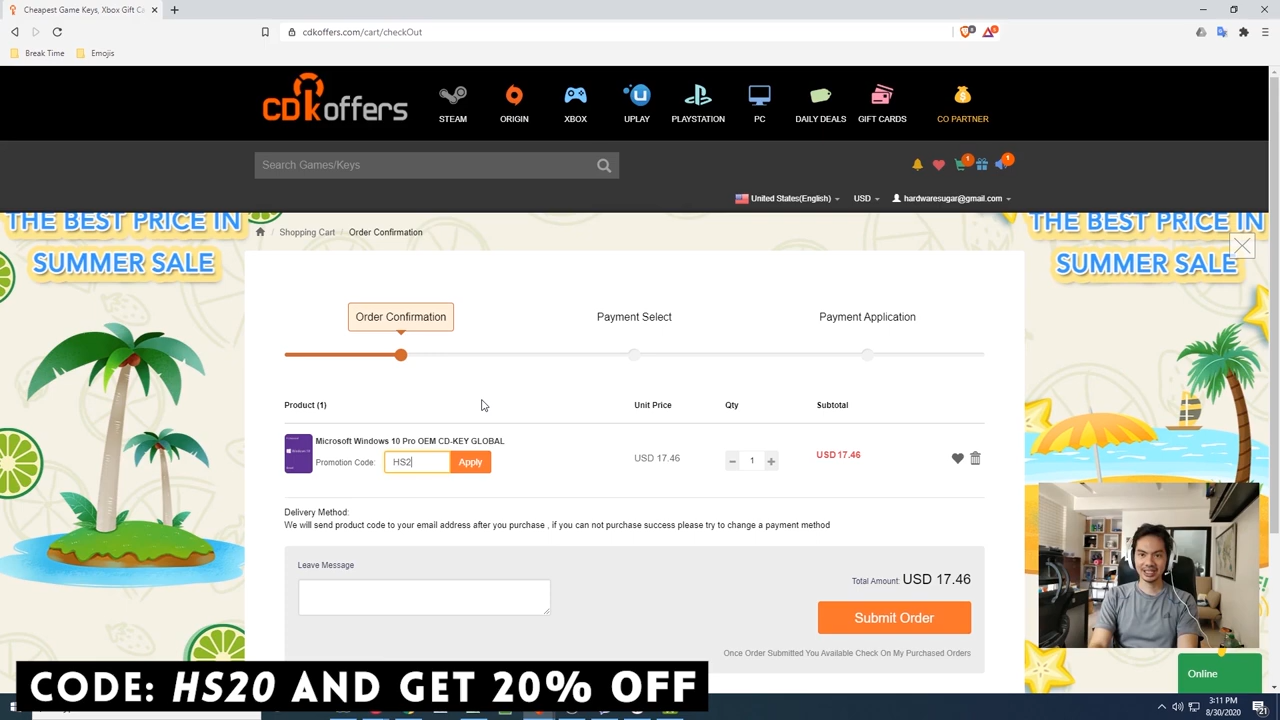 Cheapest Game Keys, Xbox Gift Ca
cdkoffers.com/cart/checkOut
Break Time
Emojis
cdkoffers
STEAM
ORIGIN
XBOX
UPLAY
PLAYSTATION
PC
DAILY DEALS
GIFT CARDS
CO PARTNER
Search Games/Keys
1
1
United States(English)
USD
hardwaresugar@gmail.com
THE BEST PRICE IN
SUMMER SALE
THE BEST PRICE IN
SUMMER SALE
/ Shopping Cart / Order Confirmation
Order Confirmation
Payment Select
Payment Application
Product (1)
Unit Price
Qty
Subtotal
Microsoft Windows 10 Pro OEM CD-KEY GLOBAL
Promotion Code:
HS2
Apply
USD 17.46
1
USD 17.46
Delivery Method:
We will send product code to your email address after you purchase , if you can not purchase success please try to change a payment method
Leave Message
Total Amount: USD 17.46
Submit Order
Once Order Submitted You Available Check On My Purchased Orders
Online
CODE: HS20 AND GET 20% OFF
3:11 PM
8/30/2020
21